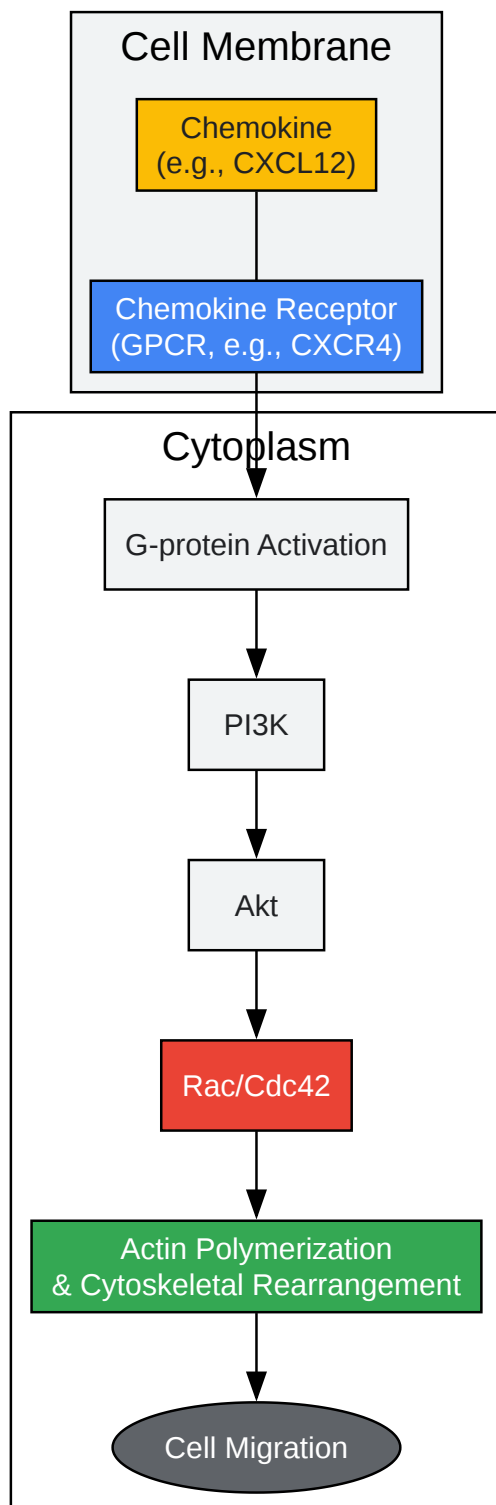 Cell Membrane
Chemokine
(e.g., CXCL12)
Chemokine Receptor
(GPCR, e.g., CXCR4)
Cytoplasm
G-protein Activation
PI3K
Akt
Rac/Cdc42
Actin Polymerization
& Cytoskeletal Rearrangement
Cell Migration